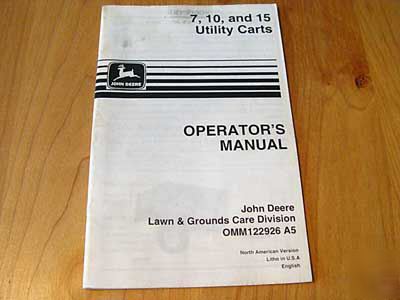 7, 10, and 15
Utility Carts
JOHN DEERE
OPERATOR'S
MANUAL
John Deere
Lawn & Grounds Care Division
OMM122926 A5
North American Version
Litho in U.S.A
English